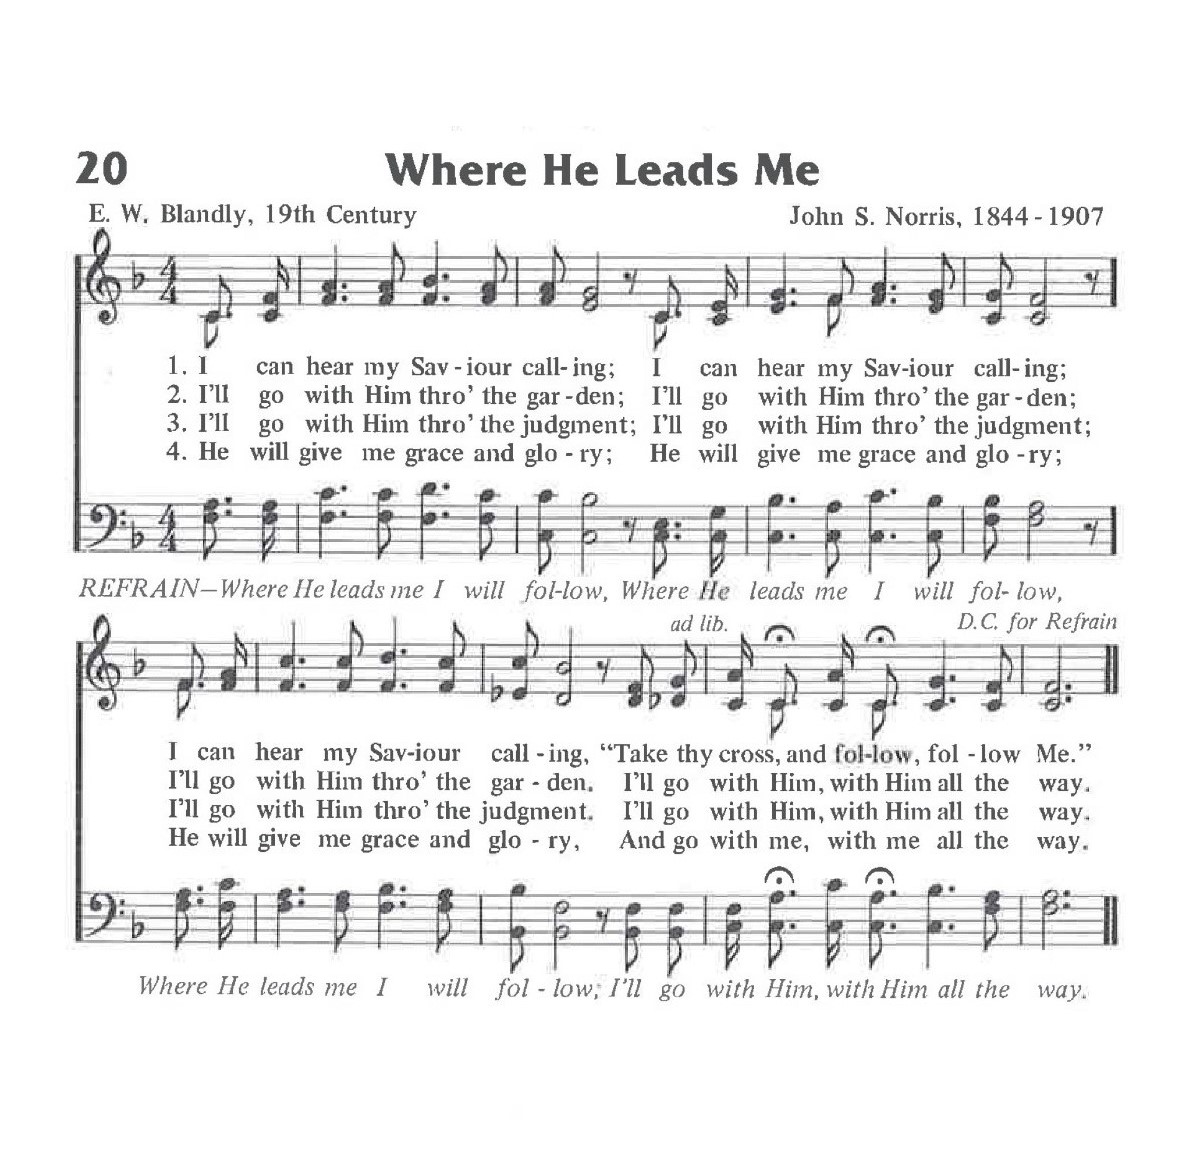 20 Where He Leads Me
E. W. Blandly, 19th Century John S. Norris, 1844-1907
4
4
1. I can hear my Sav-iour call-ing; I can hear my Sav-iour call-ing;
2. I'll go with Him thro' the gar-den; I'll go with Him thro' the gar-den;
3. I'll go with Him thro' the judgment; I'll go with Him thro' the judgment;
4. He will give me grace and glo-ry; He will give me grace and glo-ry;
4
4
REFRAIN—Where He leads me I will fol-low, Where He leads me I will fol-low,
ad lib. D.C. for Refrain
I can hear my Sav-iour call-ing, “Take thy cross, and fol-low, fol-low Me.”
I'll go with Him thro' the gar-den. I'll go with Him, with Him all the way.
I'll go with Him thro' the judgment. I'll go with Him, with Him all the way.
He will give me grace and glo-ry, And go with me, with me all the way.
Where He leads me I will fol-low; I'll go with Him, with Him all the way.